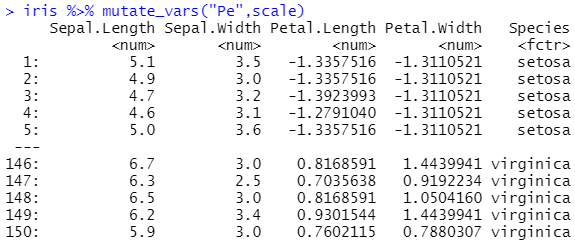 > iris %>% mutate_vars("Pe",scale)
Sepal.Length Sepal.Width Petal.Length Petal.Width Species
<num> <num> <num> <num> <fctr>
1: 5.1 3.5 -1.3357516 -1.3110521 setosa
2: 4.9 3.0 -1.3357516 -1.3110521 setosa
3: 4.7 3.2 -1.3923993 -1.3110521 setosa
4: 4.6 3.1 -1.2791040 -1.3110521 setosa
5: 5.0 3.6 -1.3357516 -1.3110521 setosa
---
146: 6.7 3.0 0.8168591 1.4439941 virginica
147: 6.3 2.5 0.7035638 0.9192234 virginica
148: 6.5 3.0 0.8168591 1.0504160 virginica
149: 6.2 3.4 0.9301544 1.4439941 virginica
150: 5.9 3.0 0.7602115 0.7880307 virginica